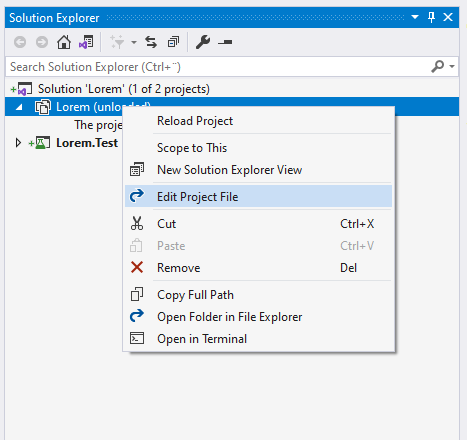 Solution Explorer
Search Solution Explorer (Ctrl+¨)
Solution 'Lorem' (1 of 2 projects)
Lorem (unloaded)
The proje
Lorem.Test
Reload Project
Scope to This
New Solution Explorer View
Edit Project File
Cut Ctrl+X
Paste Ctrl+V
Remove Del
Copy Full Path
Open Folder in File Explorer
Open in Terminal